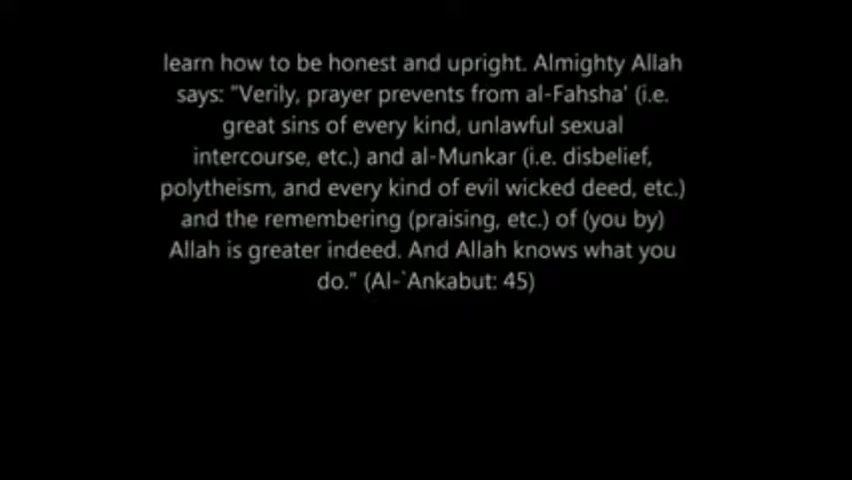 learn how to be honest and upright. Almighty Allah
says: "Verily, prayer prevents from al-Fahsha' (i.e.
great sins of every kind, unlawful sexual
intercourse, etc.) and al-Munkar (i.e. disbelief,
polytheism, and every kind of evil wicked deed, etc.)
and the remembering (praising, etc.) of (you by)
Allah is greater indeed. And Allah knows what you
do." (Al-`Ankabut: 45)